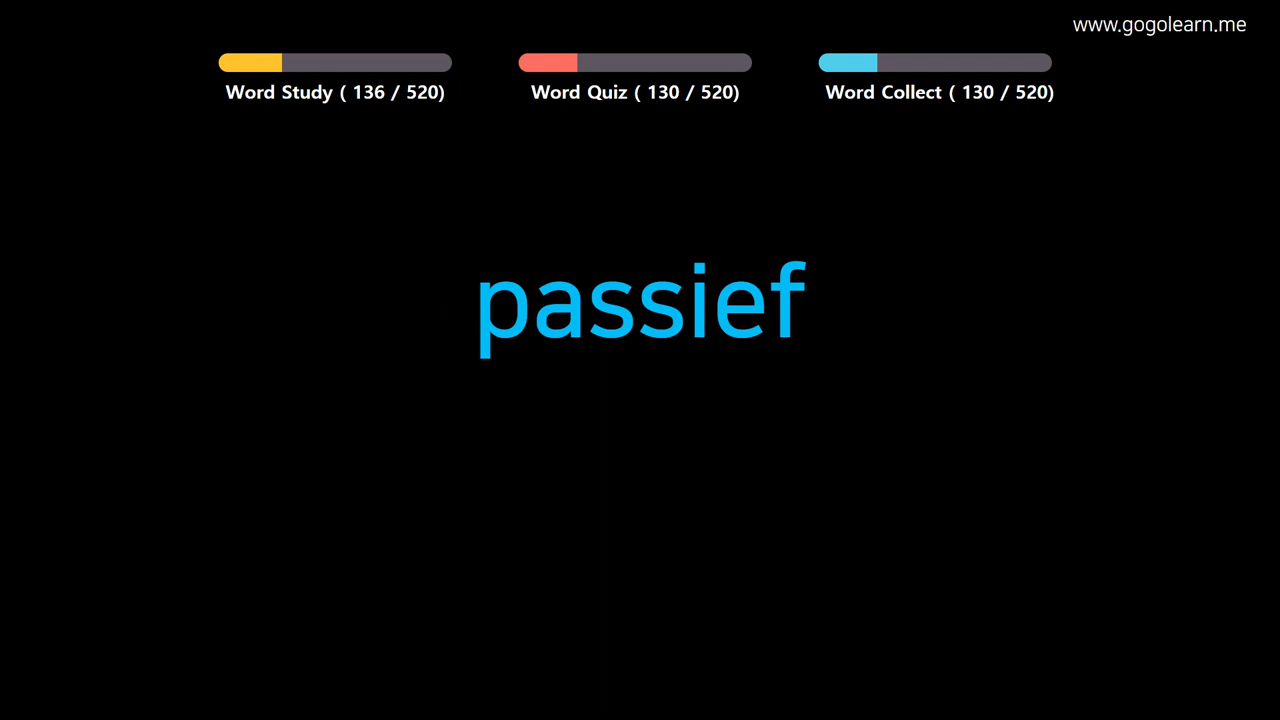 www.gogolearn.me
Word Study ( 136 / 520)
Word Quiz ( 130 / 520)
Word Collect ( 130 / 520)
passief